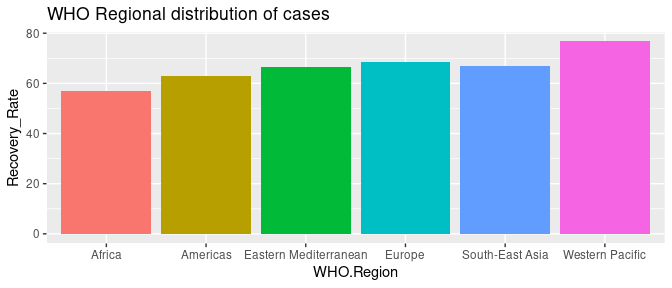 WHO Regional distribution of cases
80
60
40
20
0
Recovery_Rate
Africa Americas Eastern Mediterranean Europe South-East Asia Western Pacific
WHO.Region